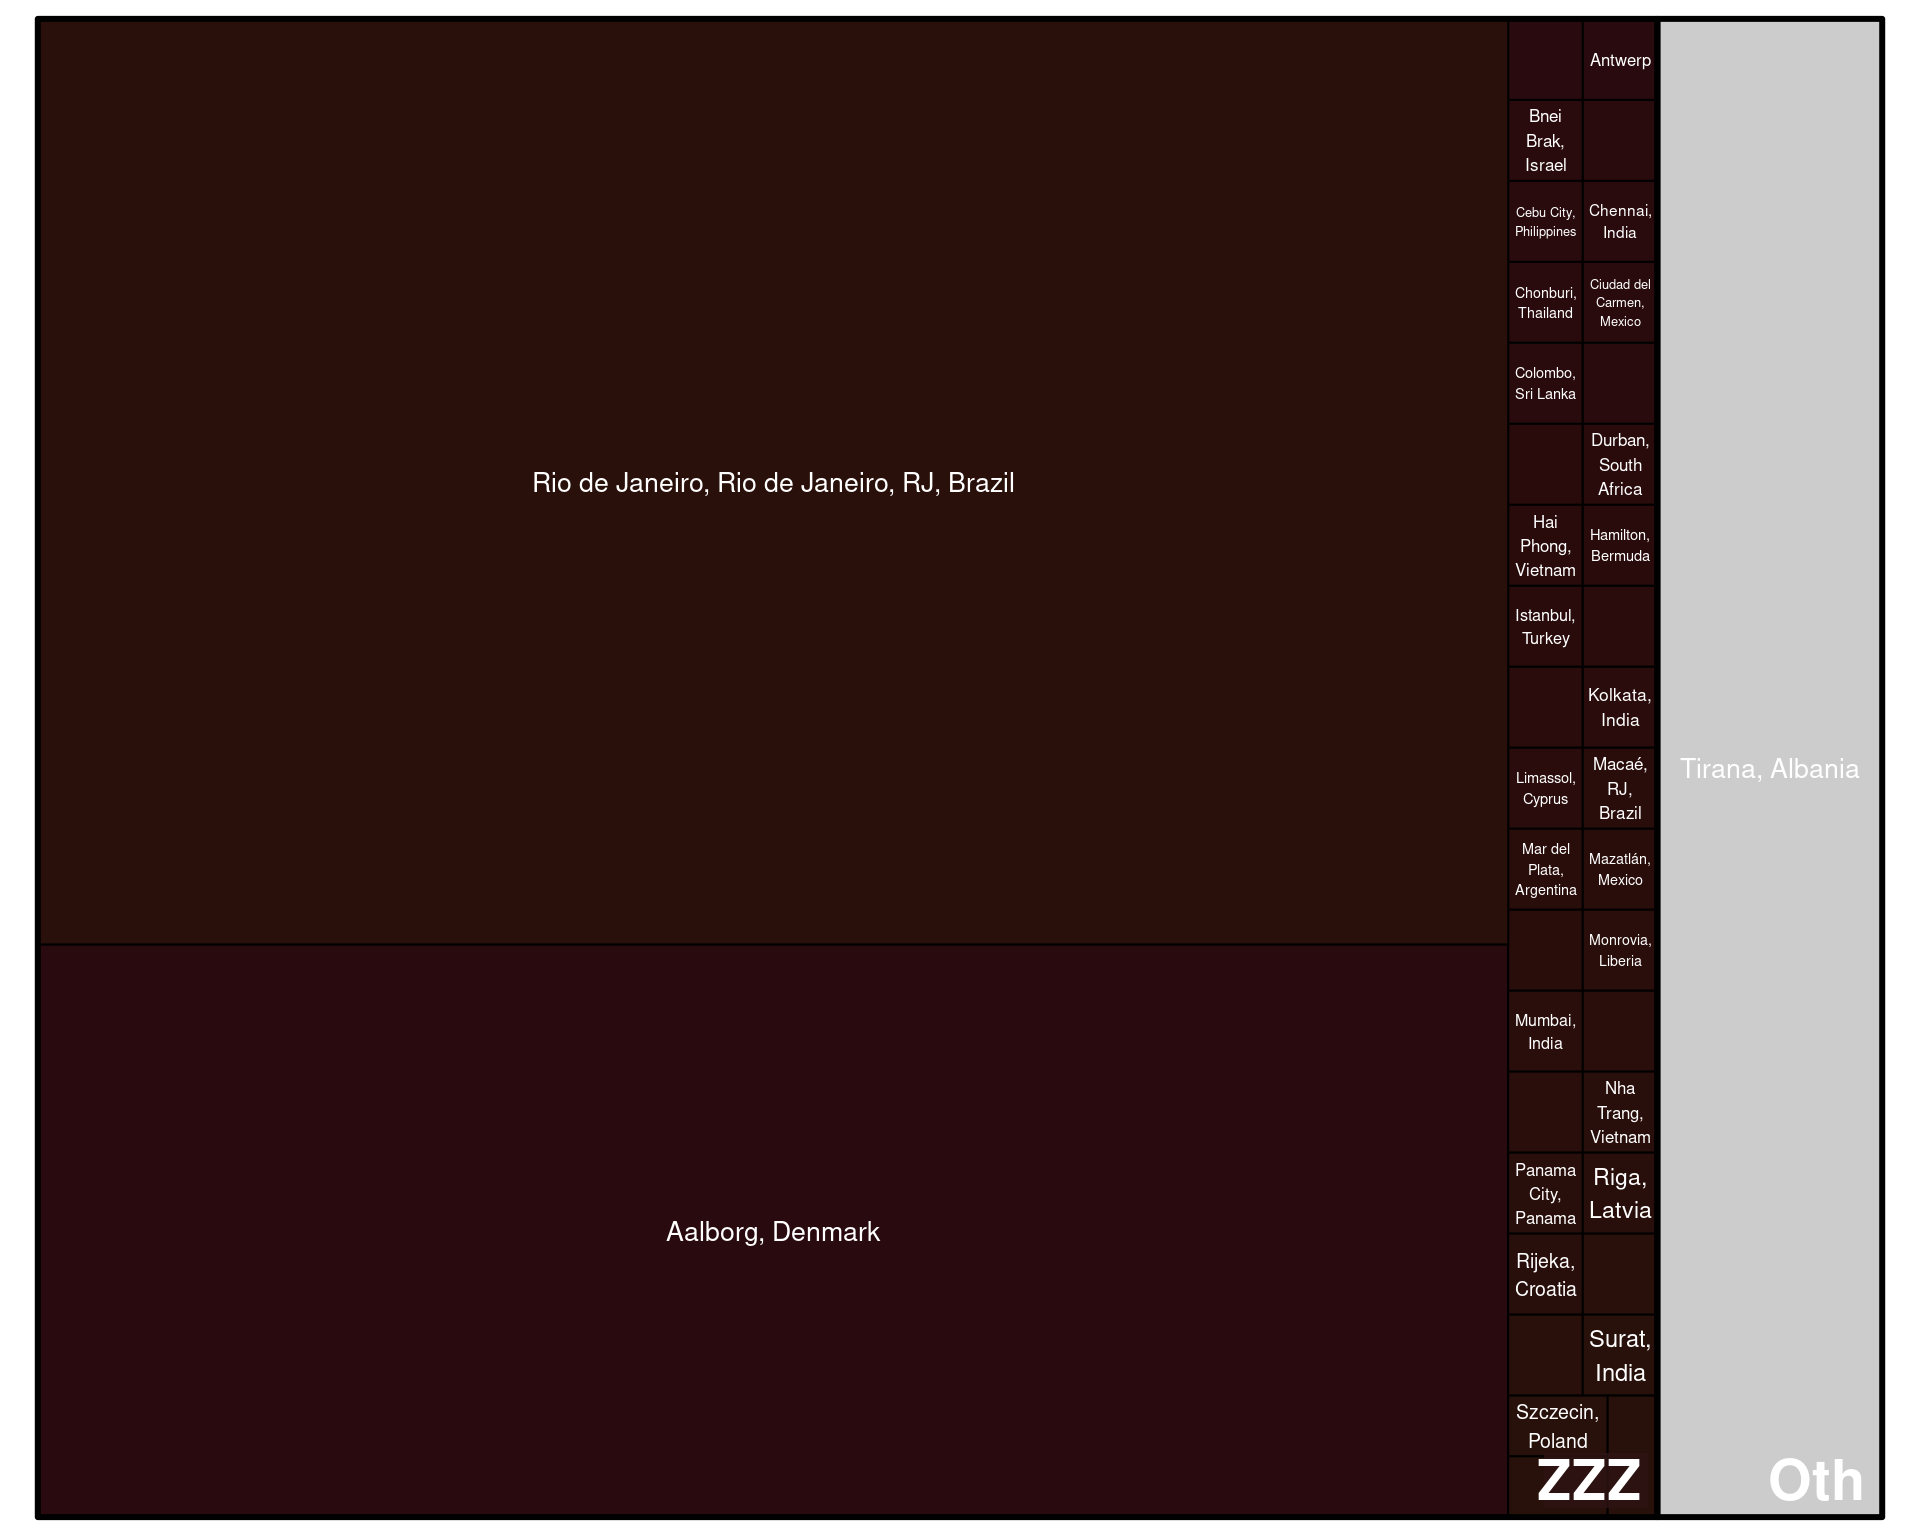 Rio de Janeiro, Rio de Janeiro, RJ, Brazil
Aalborg, Denmark
Antwerp
Bnei
Brak,
Israel
Cebu City,
Philippines
Chennai,
India
Chonburi,
Thailand
Ciudad del
Carmen,
Mexico
Colombo,
Sri Lanka
Durban,
South
Africa
Hai
Phong,
Vietnam
Hamilton,
Bermuda
Istanbul,
Turkey
Kolkata,
India
Limassol,
Cyprus
Macaé,
RJ,
Brazil
Mar del
Plata,
Argentina
Mazatlán,
Mexico
Monrovia,
Liberia
Mumbai,
India
Nha
Trang,
Vietnam
Panama
City,
Panama
Riga,
Latvia
Rijeka,
Croatia
Surat,
India
Szczecin,
Poland
ZZZ
Tirana, Albania
Oth